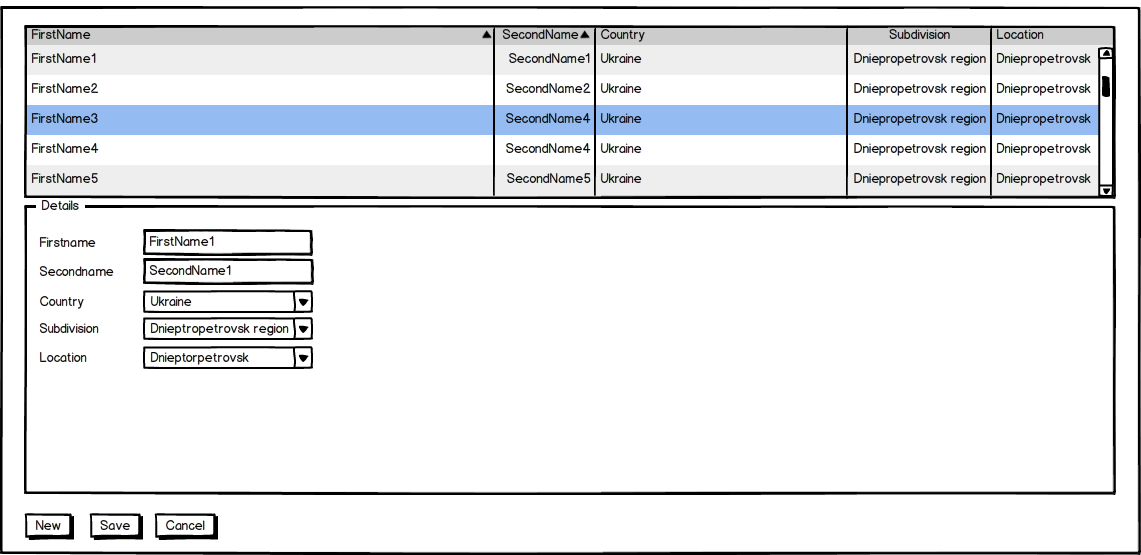 FirstName SecondName Country Subdivision Location
FirstName1 SecondName1 Ukraine Dniepropetrovsk region Dniepropetrovsk
FirstName2 SecondName2 Ukraine Dniepropetrovsk region Dniepropetrovsk
FirstName3 SecondName4 Ukraine Dniepropetrovsk region Dniepropetrovsk
FirstName4 SecondName4 Ukraine Dniepropetrovsk region Dniepropetrovsk
FirstName5 SecondName5 Ukraine Dniepropetrovsk region Dniepropetrovsk
Details
Firstname FirstName1
Secondname SecondName1
Country Ukraine
Subdivision Dnieptropetrovsk region
Location Dnieptorpetrovsk
New Save Cancel